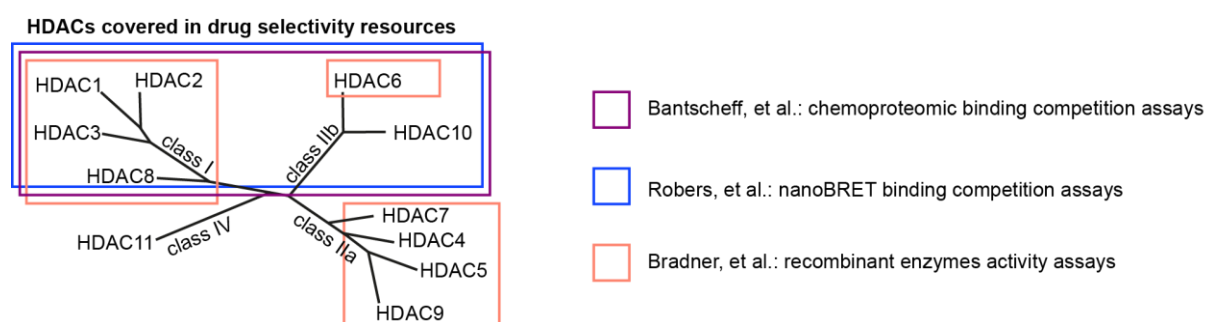 HDACs covered in drug selectivity resources
HDAC1
HDAC2
HDAC3
class I
HDAC8
HDAC6
HDAC10
class IIb
HDAC11
class IV
class IIa
HDAC7
HDAC4
HDAC5
HDAC9
Bantscheff, et al.: chemoproteomic binding competition assays
Robers, et al.: nanoBRET binding competition assays
Bradner, et al.: recombinant enzymes activity assays